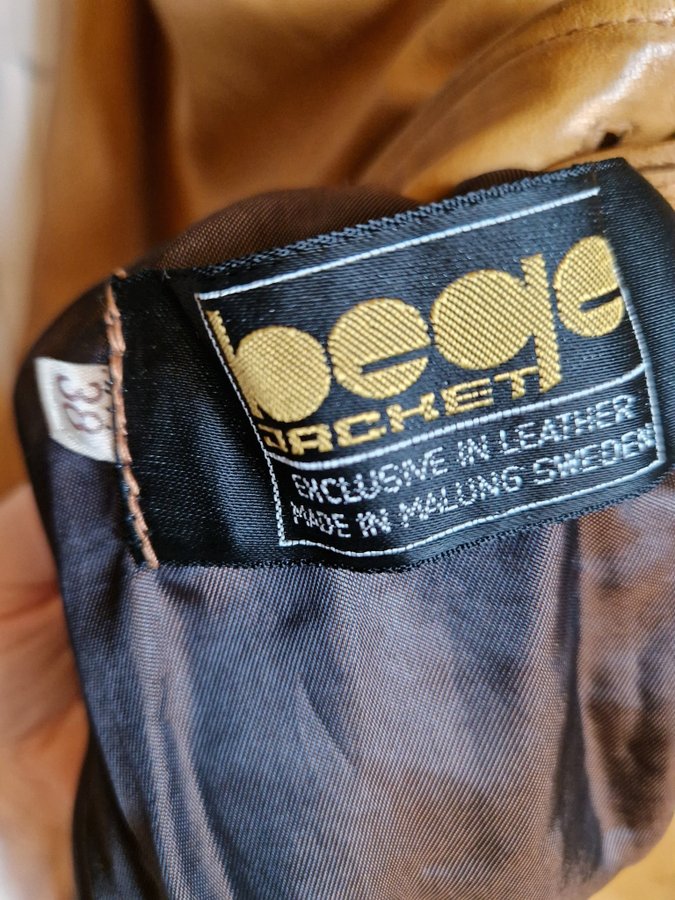 bege
JACKET
EXCLUSIVE IN LEATHER
MADE IN MALUNG SWEDEN